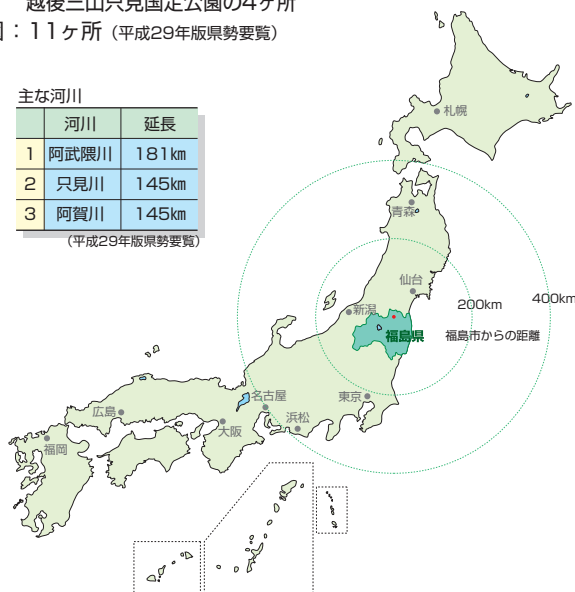 越後三山只見国定公園の4ヶ所
：11ヶ所（平成29年版県勢要覧）
主な河川
河川 延長
1 阿武隈川 181㎞
2 只見川 145㎞
3 阿賀川 145㎞
（平成29年版県勢要覧）
札幌
青森
仙台
新潟
200km
400km
福島県
福島市からの距離
名古屋
東京
広島
浜松
大阪
福岡